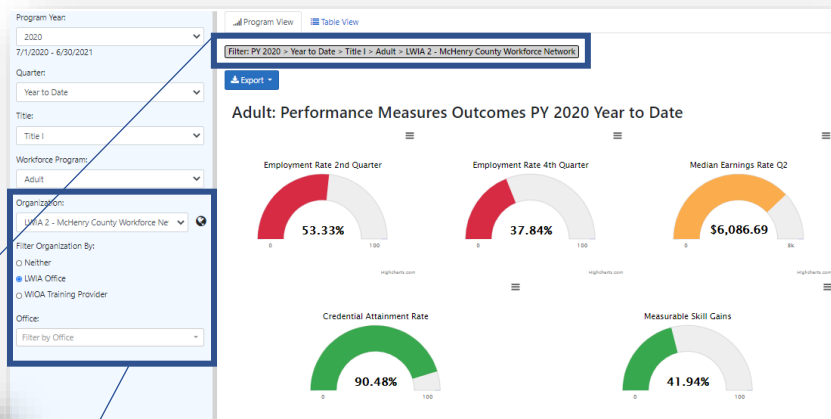 Program Year:
2020
7/1/2020 - 6/30/2021
Quarter:
Year to Date
Title:
Title I
Workforce Program:
Adult
Organization:
LWIA 2 - McHenry County Workforce Ne
Filter Organization By:
Neither
LWIA Office
WIOA Training Provider
Office:
Filter by Office
Program View
Table View
Filter: PY 2020 > Year to Date > Title I > Adult > LWIA 2 - McHenry County Workforce Network
Export
Adult: Performance Measures Outcomes PY 2020 Year to Date
Employment Rate 2nd Quarter
53.33%
0 100
Highcharts.com
Employment Rate 4th Quarter
37.84%
0 100
Highcharts.com
Median Earnings Rate Q2
$6,086.69
0 8k
Highcharts.com
Credential Attainment Rate
90.48%
0 100
Measurable Skill Gains
41.94%
0 100